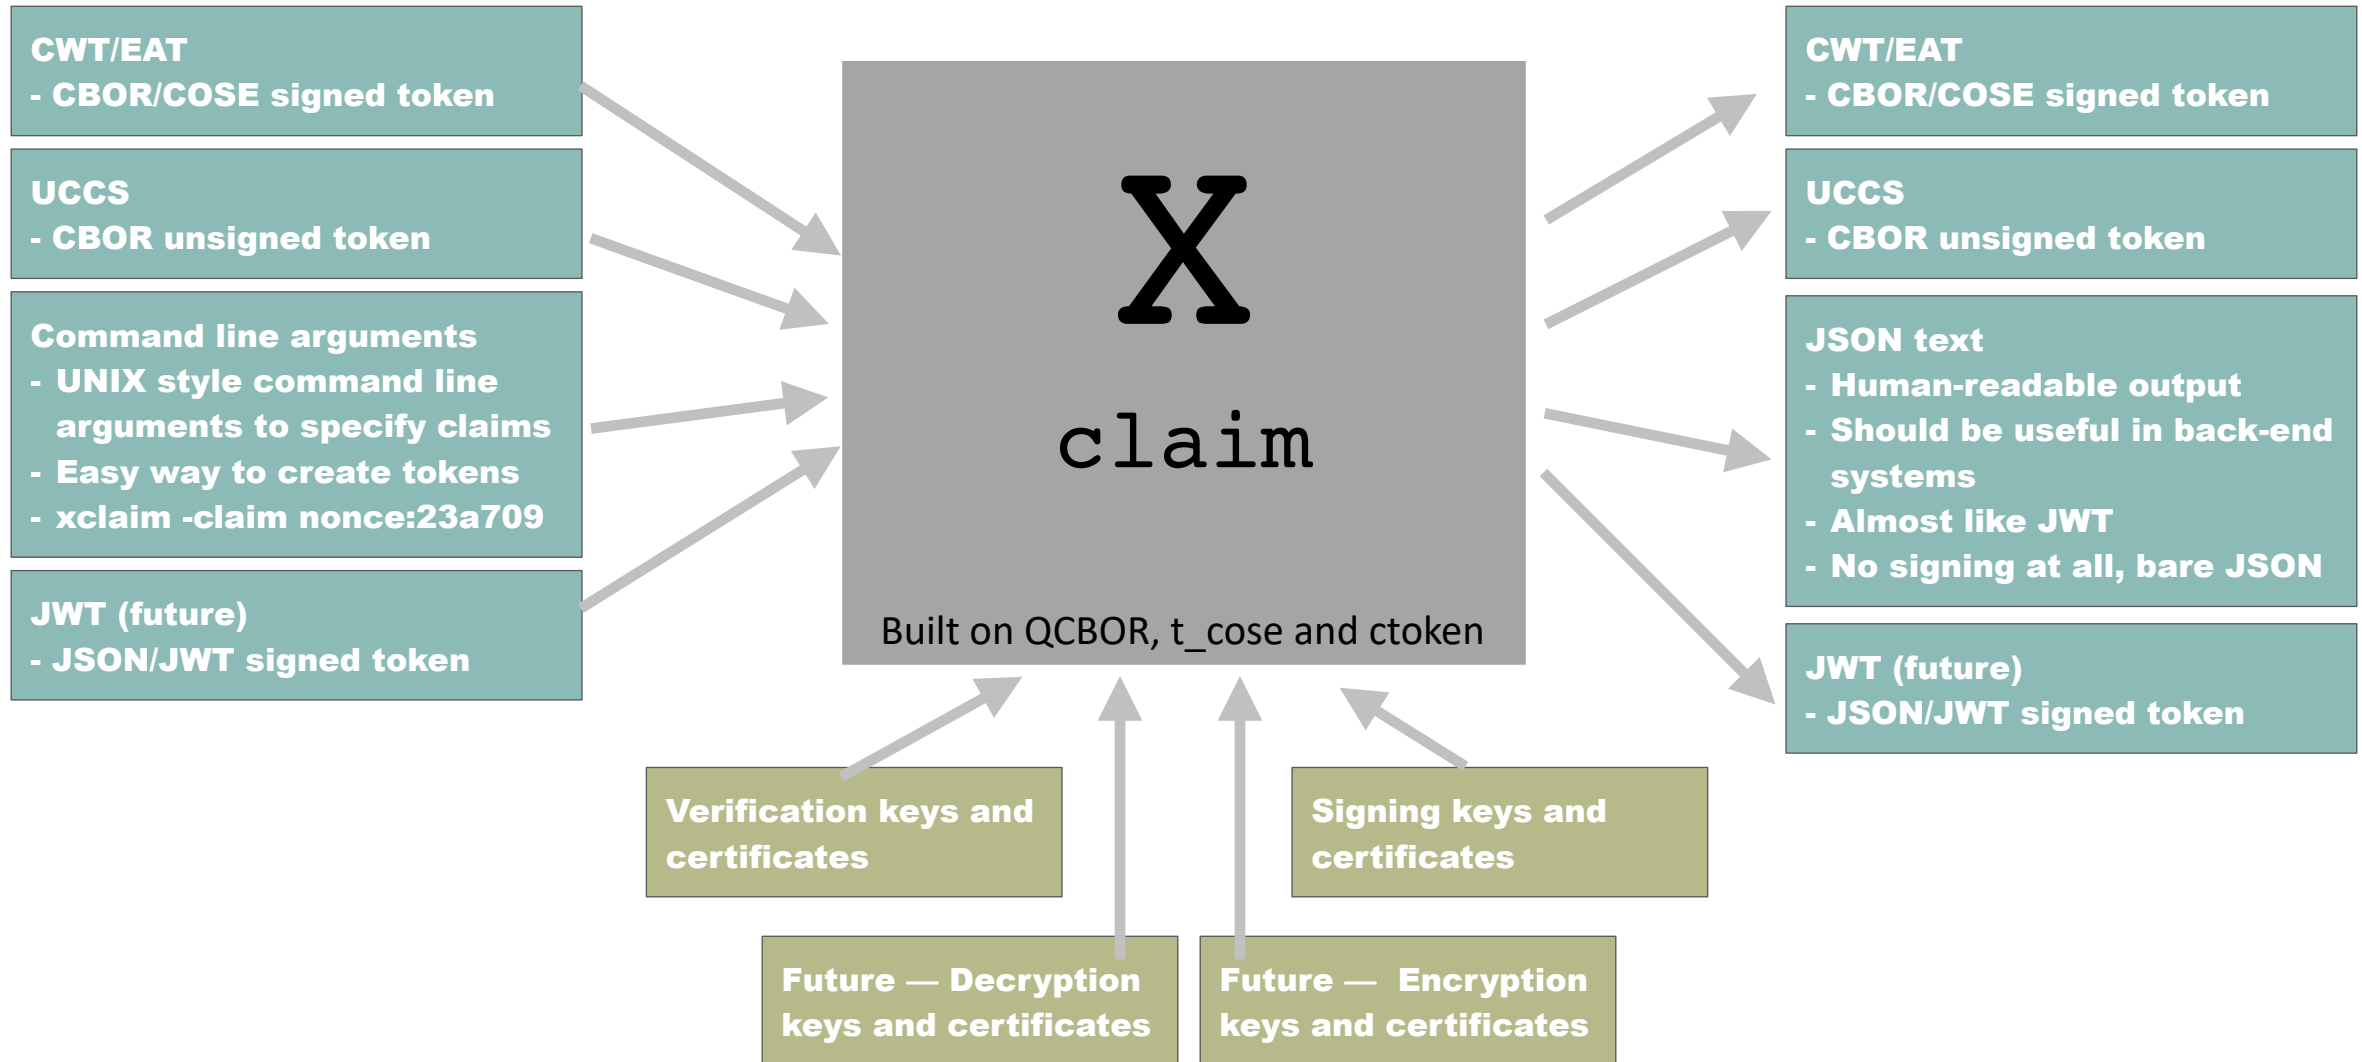 CWT/EAT
- CBOR/COSE signed token
UCCS
- CBOR unsigned token
Command line arguments
- UNIX style command line
arguments to specify claims
- Easy way to create tokens
- xclaim -claim nonce:23a709
JWT (future)
- JSON/JWT signed token
X
claim
Built on QCBOR, t_cose and ctoken
CWT/EAT
- CBOR/COSE signed token
UCCS
- CBOR unsigned token
JSON text
- Human-readable output
- Should be useful in back-end
systems
- Almost like JWT
- No signing at all, bare JSON
JWT (future)
- JSON/JWT signed token
Verification keys and
certificates
Signing keys and
certificates
Future — Decryption
keys and certificates
Future — Encryption
keys and certificates